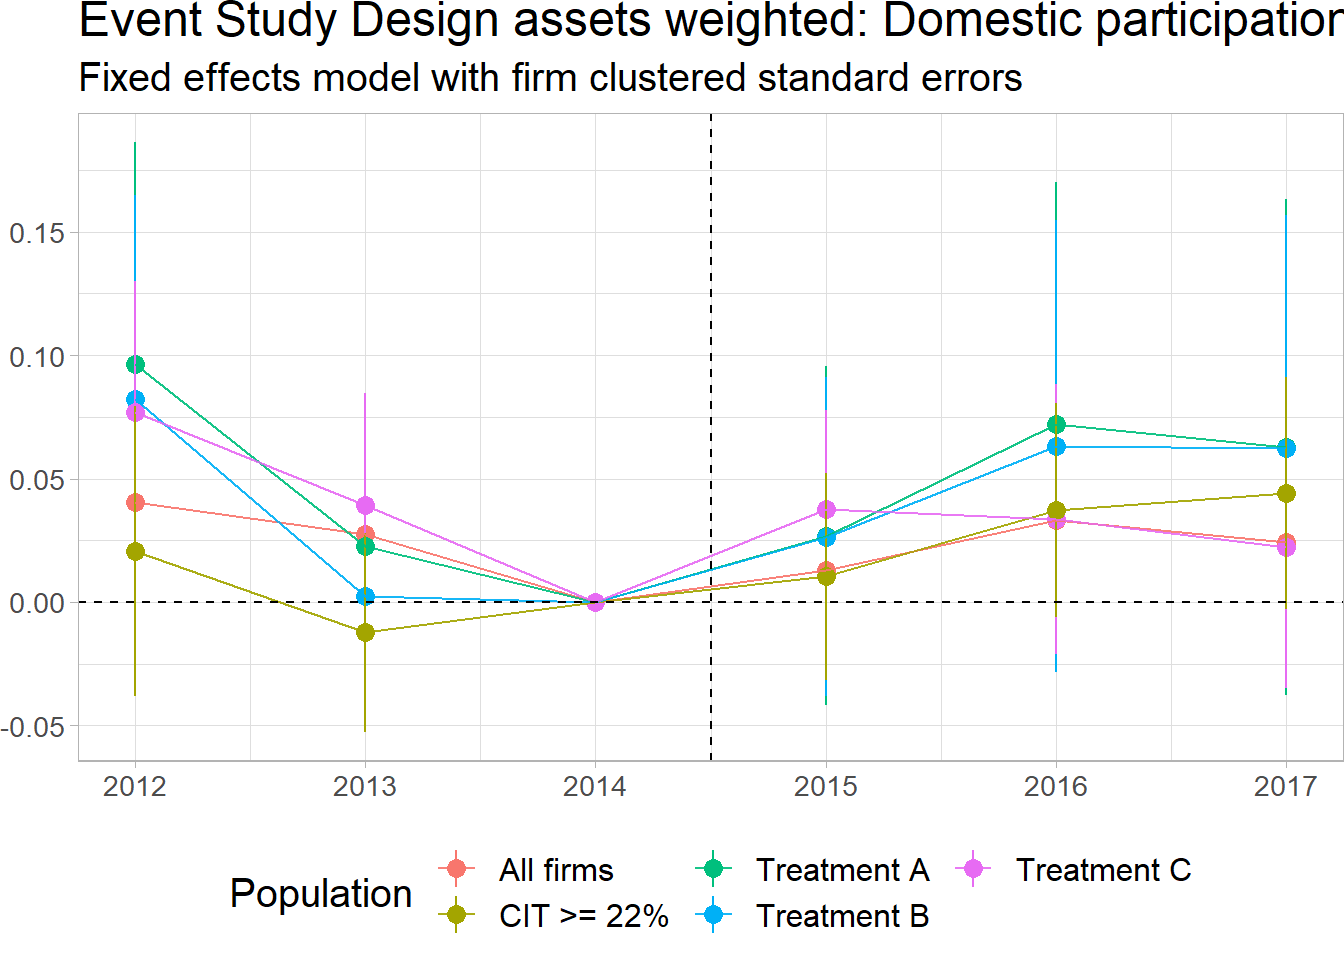 Event Study Design assets weighted: Domestic participation
Fixed effects model with firm clustered standard errors
0.15
0.10
0.05
0.00
-0.05
2012 2013 2014 2015 2016 2017
Population
All firms Treatment A Treatment C
CIT >= 22% Treatment B